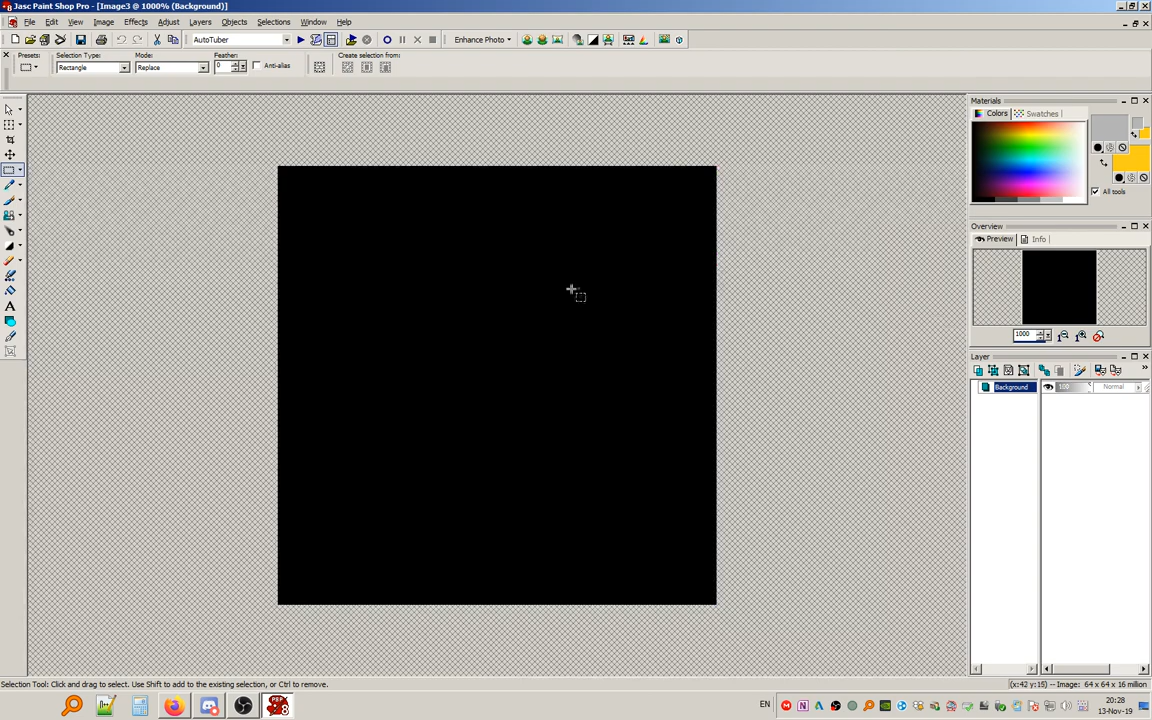 Jasc Paint Shop Pro - [Image3 @ 1000% (Background)]
File Edit View Image Effects Adjust Layers Objects Selections Window Help
AutoTuber Enhance Photo
Presets: Selection Type: Mode: Feather: Create selection from:
Rectangle Replace 0 Anti-alias
Materials
Colors Swatches
All tools
Overview
Preview Info
1000
Layer
Background 100 Normal
Selection Tool: Click and drag to select. Use Shift to add to the existing selection, or Ctrl to remove.
(x:42 y:15) -- Image: 64 x 64 x 16 million
EN
20:28
13-Nov-19